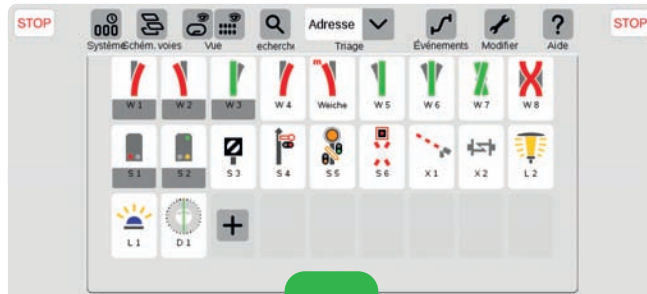 STOP
Adresse
STOP
Système
Schém. voies
Vue
echerche
Triage
Événements
Modifier
Aide
W 1
W 2
W 3
W 4
m
Weiche
W 5
W 6
W 7
W 8
S 1
S 2
S 3
S 4
S 5
S 6
X 1
X 2
L 2
L 1
D 1